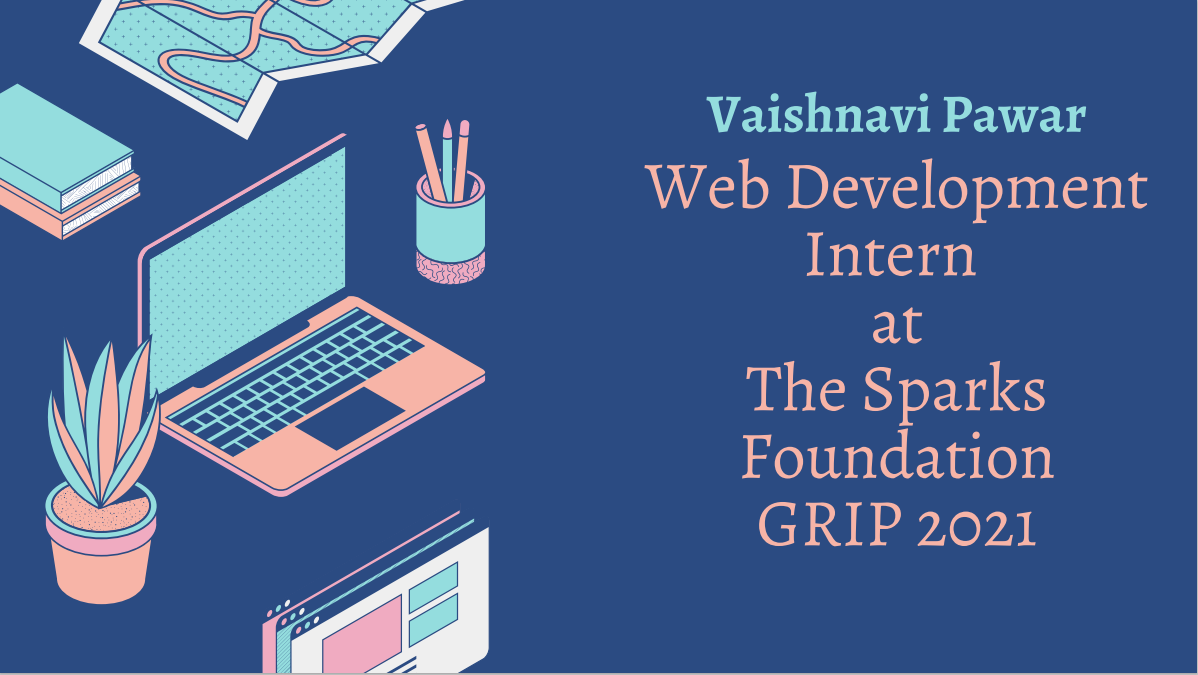 Vaishnavi Pawar
Web Development
Intern
at
The Sparks
Foundation
GRIP 2021